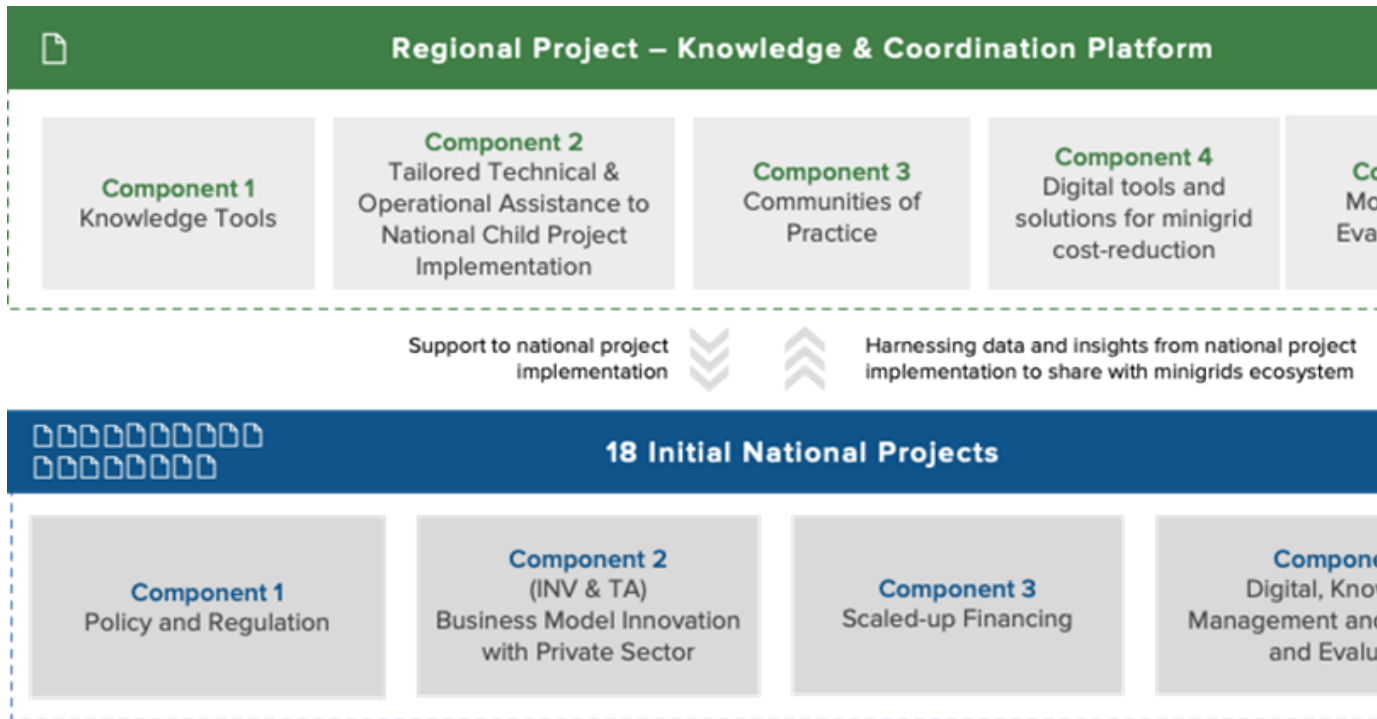 Regional Project – Knowledge & Coordination Platform
Component 1
Knowledge Tools
Component 2
Tailored Technical &
Operational Assistance to
National Child Project
Implementation
Component 3
Communities of
Practice
Component 4
Digital tools and
solutions for minigrid
cost-reduction
Support to national project
implementation
Harnessing data and insights from national project
implementation to share with minigrids ecosystem
18 Initial National Projects
Component 1
Policy and Regulation
Component 2
(INV & TA)
Business Model Innovation
with Private Sector
Component 3
Scaled-up Financing
Digital,
Management
and